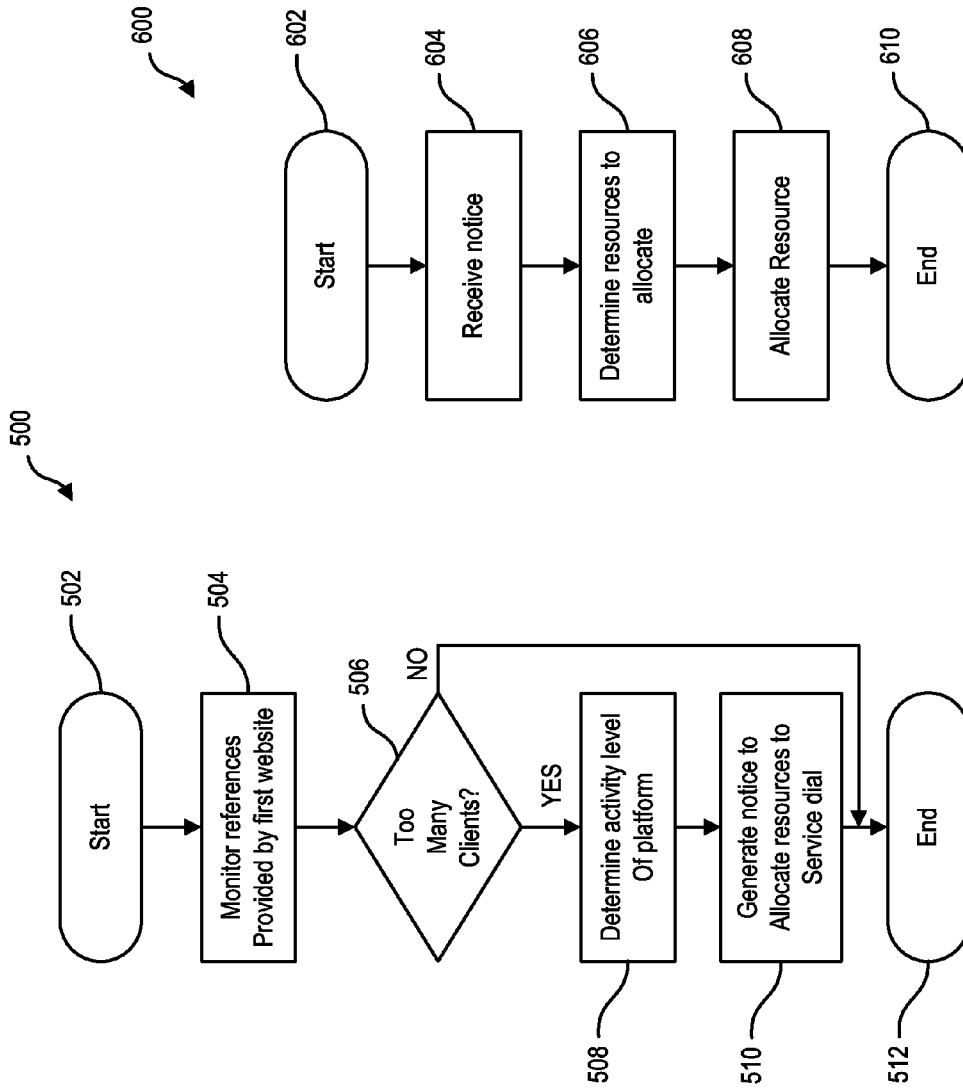 500
Start
502
Monitor references
Provided by first website
504
Too
Many
Clients?
506
NO
YES
Determine activity level
Of platform
508
Generate notice to
Allocate resources to
Service dial
510
End
512
600
Start
602
Receive notice
604
Determine resources to
allocate
606
Allocate Resource
608
End
610